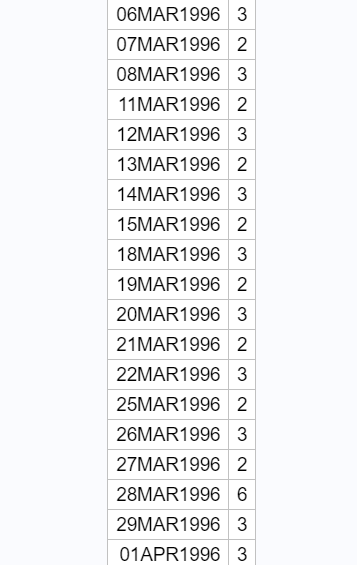 06MAR1996 3
07MAR1996 2
08MAR1996 3
11MAR1996 2
12MAR1996 3
13MAR1996 2
14MAR1996 3
15MAR1996 2
18MAR1996 3
19MAR1996 2
20MAR1996 3
21MAR1996 2
22MAR1996 3
25MAR1996 2
26MAR1996 3
27MAR1996 2
28MAR1996 6
29MAR1996 3
01APR1996 3